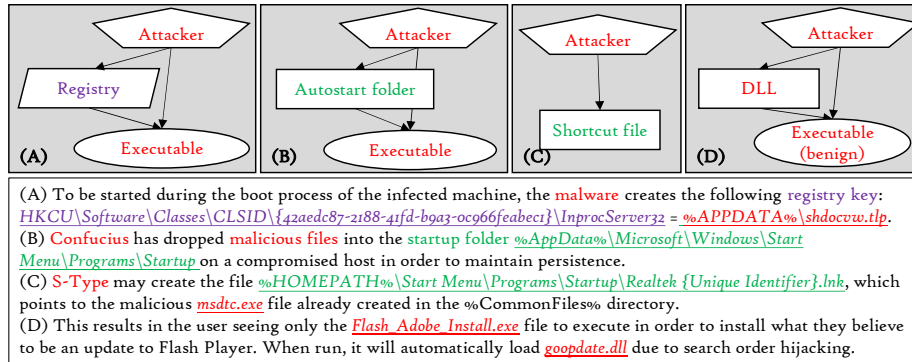 Attacker
Registry
Executable
(A)
Attacker
Autostart folder
Executable
(B)
Attacker
Shortcut file
(C)
Attacker
DLL
Executable
(benign)
(D)
(A) To be started during the boot process of the infected machine, the malware creates the following registry key:
HKCU\Software\Classes\CLSID\{42aedc87-2188-41fd-b9a3-0c966feabec1}\InprocServer32 = %APPDATA%\shdocvw.tlp.
(B) Confucius has dropped malicious files into the startup folder %AppData%\Microsoft\Windows\Start
Menu\Programs\Startup on a compromised host in order to maintain persistence.
(C) S-Type may create the file %HOMEPATH%\Start Menu\Programs\Startup\Realtek {Unique Identifier}.lnk, which
points to the malicious msdtc.exe file already created in the %CommonFiles% directory.
(D) This results in the user seeing only the Flash_Adobe_Install.exe file to execute in order to install what they believe
to be an update to Flash Player. When run, it will automatically load goopdate.dll due to search order hijacking.